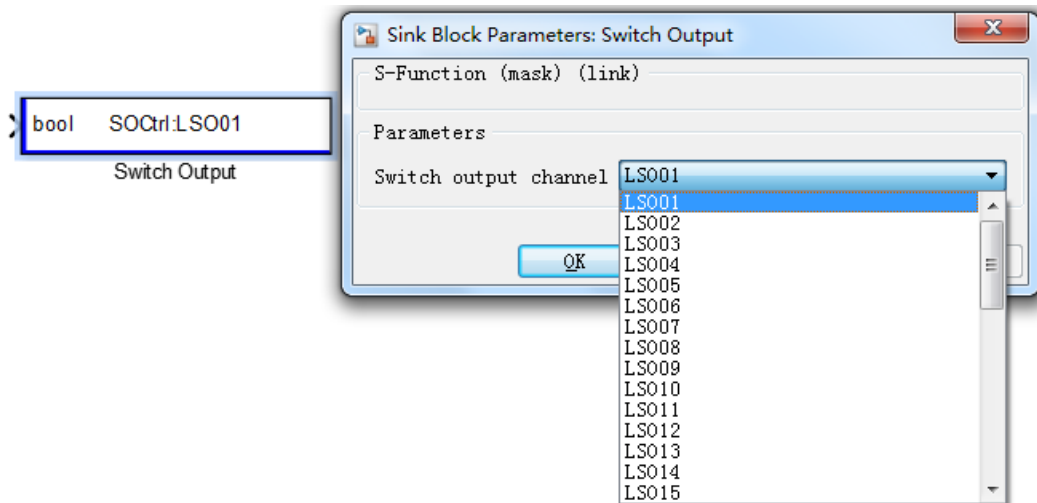 Sink Block Parameters: Switch Output
S-Function (mask) (link)
bool SOCtrl:LSO01
Switch Output
Parameters
Switch output channel LSO01
LSO01
LSO02
LSO03
LSO04
LSO05
LSO06
LSO07
LSO08
LSO09
LSO10
LSO11
LSO12
LSO13
LSO14
LSO15
OK